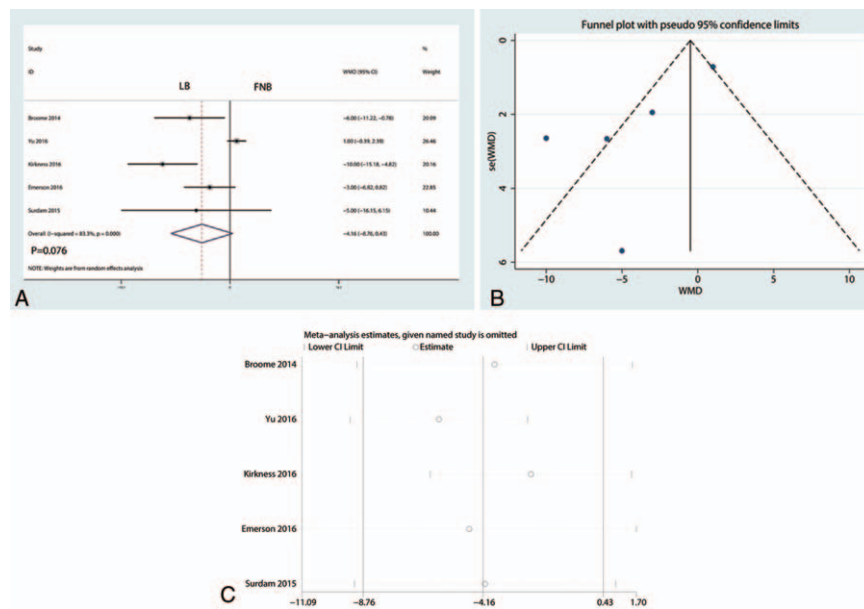 Study
%
ID
WMD (95% CI)
Weight
LB
FNB
Broome 2014
−6.00 (−11.22, −0.78)
20.09
Yu 2016
1.00 (−0.39, 2.39)
26.46
Kirkness 2016
−10.00 (−15.18, −4.82)
20.16
Emerson 2016
−3.00 (−6.82, 0.82)
22.85
Surdam 2015
−5.00 (−16.15, 6.15)
10.44
Overall (I−squared = 83.3%, p = 0.000)
−4.16 (−8.76, 0.43)
100.00
P=0.076
NOTE: Weights are from random effects analysis
0
A
Funnel plot with pseudo 95% confidence limits
se(WMD)
0
2
4
6
−10
−5
0
5
10
WMD
B
Meta−analysis estimates, given named study is omitted
Lower CI Limit
Estimate
Upper CI Limit
Broome 2014
Yu 2016
Kirkness 2016
Emerson 2016
Surdam 2015
−11.09
−8.76
−4.16
0.43
1.70
C